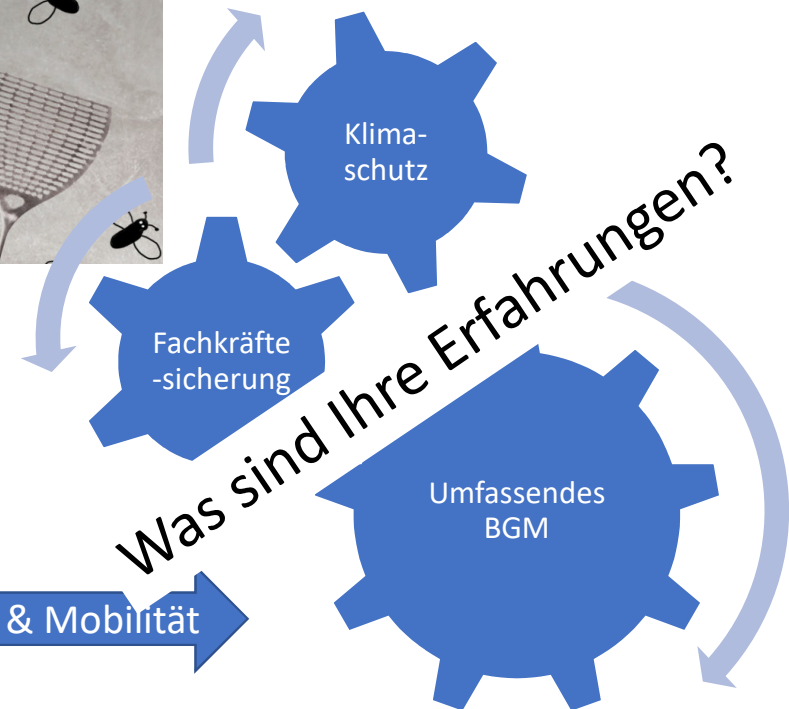 Klima-
schutz
Fachkräfte
-sicherung
Was sind Ihre Erfahrungen?
Umfassendes
BGM
& Mobilität